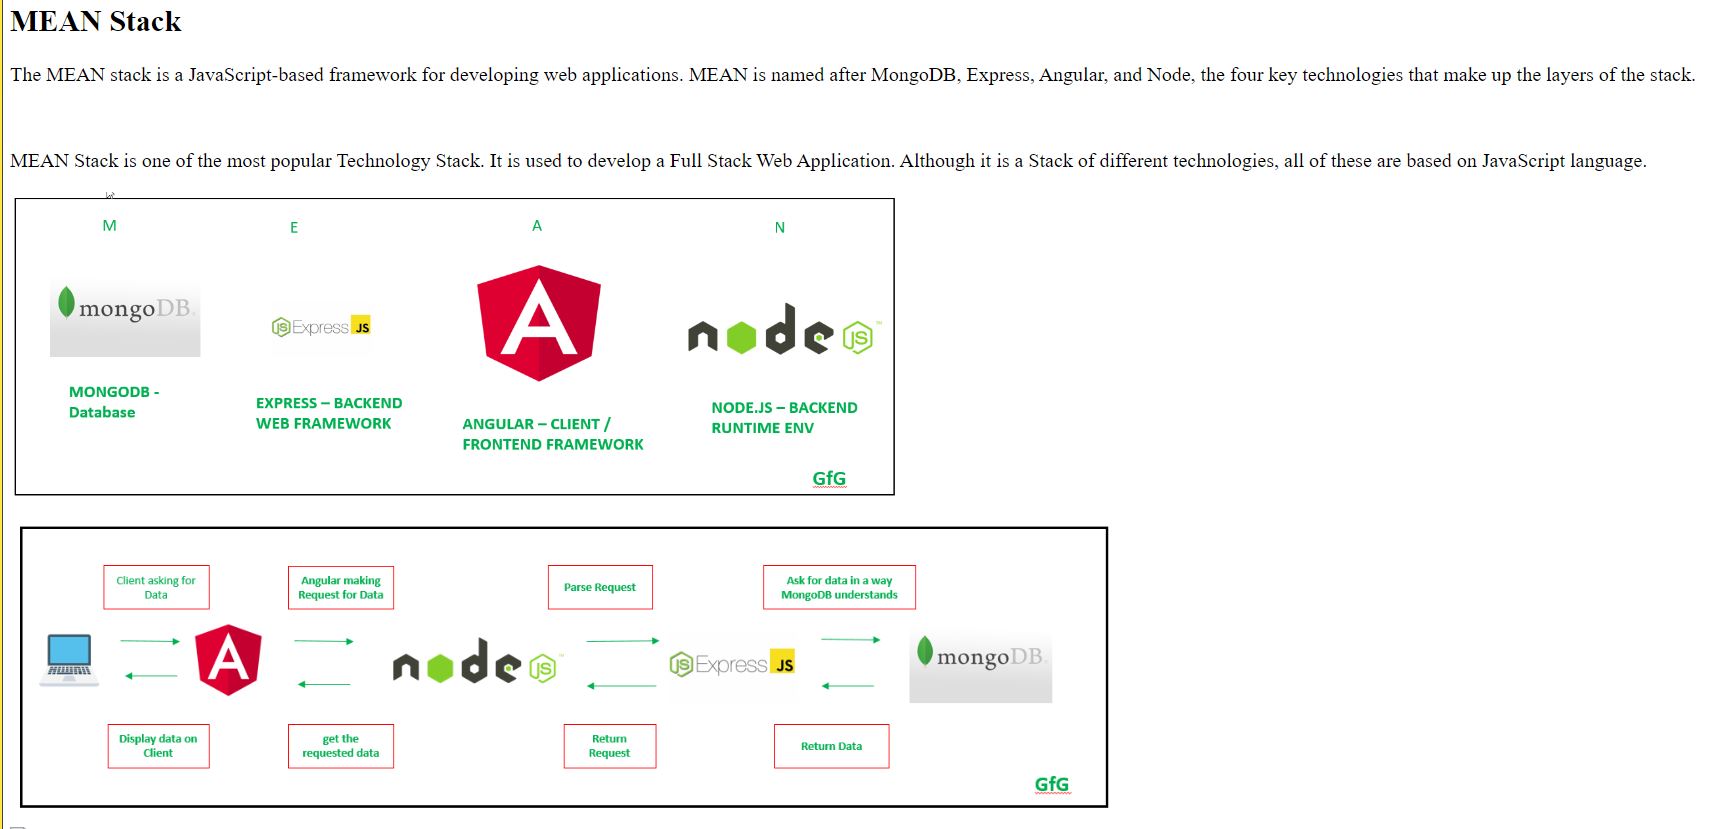 MEAN Stack
The MEAN stack is a JavaScript-based framework for developing web applications. MEAN is named after MongoDB, Express, Angular, and Node, the four key technologies that make up the layers of the stack.
MEAN Stack is one of the most popular Technology Stack. It is used to develop a Full Stack Web Application. Although it is a Stack of different technologies, all of these are based on JavaScript language.
M
E
A
N
mongoDB.
JS Express JS
A
node JS ™
MONGODB -
Database
EXPRESS – BACKEND
WEB FRAMEWORK
ANGULAR – CLIENT /
FRONTEND FRAMEWORK
NODE.JS – BACKEND
RUNTIME ENV
GfG
Client asking for
Data
Angular making
Request for Data
Parse Request
Ask for data in a way
MongoDB understands
A
node JS ™
JS Express JS
mongoDB.
Display data on
Client
get the
requested data
Return
Request
Return Data
GfG